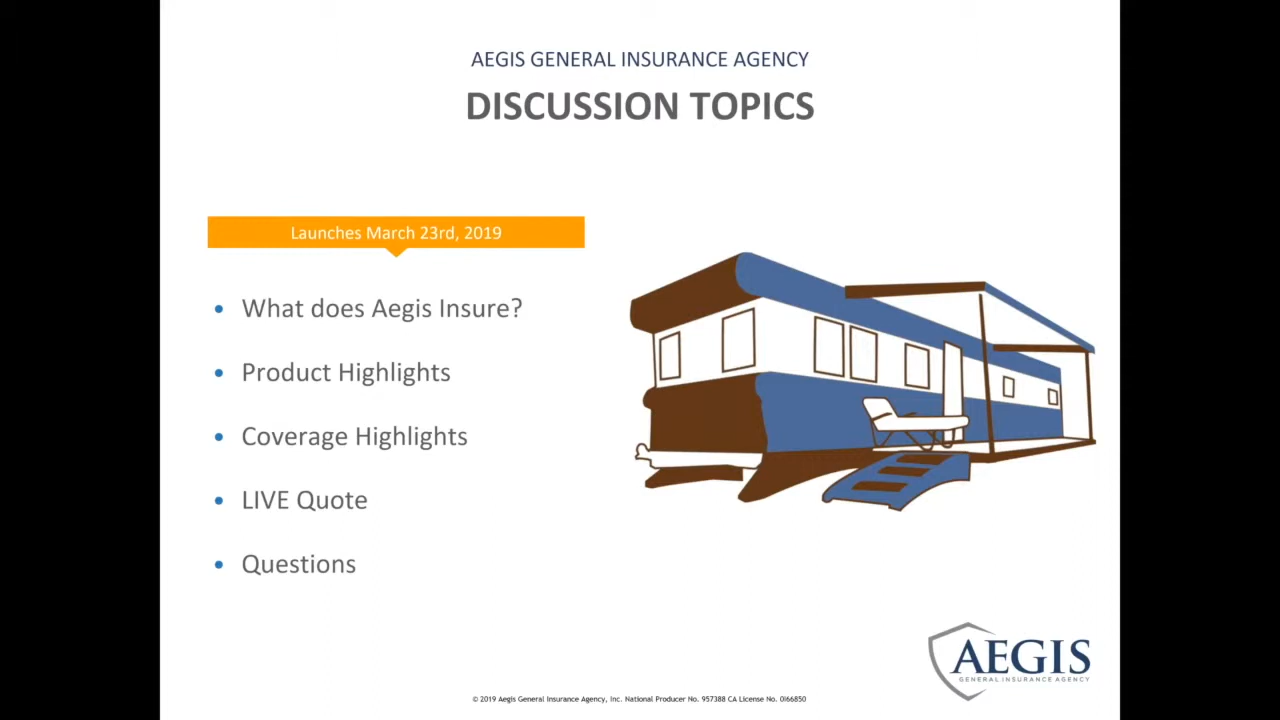 AEGIS GENERAL INSURANCE AGENCY
DISCUSSION TOPICS
Launches March 23rd, 2019
• What does Aegis Insure?
• Product Highlights
• Coverage Highlights
• LIVE Quote
• Questions
AEGIS
GENERAL INSURANCE AGENCY
© 2019 Aegis General Insurance Agency, Inc. National Producer No. 957388 CA License No. 0I66850